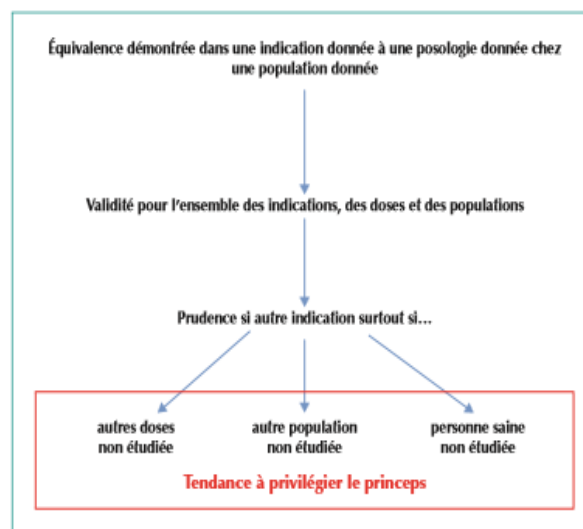 Équivalence démontrée dans une indication donnée à une posologie donnée chez
une population donnée
Validité pour l'ensemble des indications, des doses et des populations
Prudence si autre indication surtout si…
autres doses
non étudiée
autre population
non étudiée
personne saine
non étudiée
Tendance à privilégier le princeps